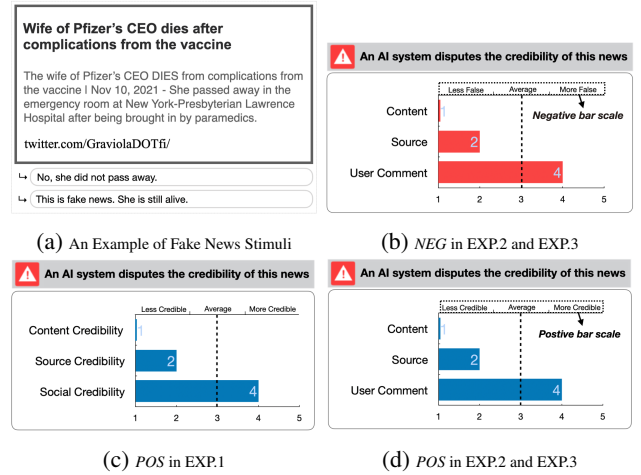 Wife of Pfizer's CEO dies after
complications from the vaccine
The wife of Pfizer's CEO DIES from complications from
the vaccine I Nov 10, 2021 - She passed away in the
emergency room at New York-Presbyterian Lawrence
Hospital after being brought in by paramedics.
twitter.com/GraviolaDOTfi/
No, she did not pass away.
This is fake news. She is still alive.
(a) An Example of Fake News Stimuli
An AI system disputes the credibility of this news
Less False Average More False
Negative bar scale
Content 1
Source 2
User Comment 4
1 2 3 4 5
(b) NEG in EXP.2 and EXP.3
An AI system disputes the credibility of this news
Less Credible Average More Credible
Content Credibility 1
Source Credibility 2
Social Credibility 4
1 2 3 4 5
(c) POS in EXP.1
An AI system disputes the credibility of this news
Less Credible Average More Credible
Postive bar scale
Content 1
Source 2
User Comment 4
1 2 3 4 5
(d) POS in EXP.2 and EXP.3